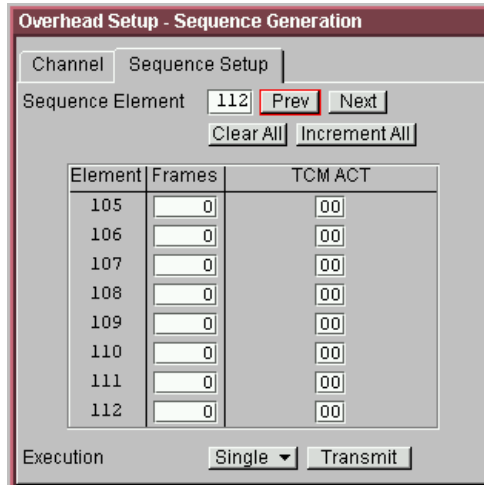 Overhead Setup - Sequence Generation
Channel Sequence Setup
Sequence Element 112 Prev Next
Clear All Increment All
Element Frames TCM ACT
105 0 00
106 0 00
107 0 00
108 0 00
109 0 00
110 0 00
111 0 00
112 0 00
Execution Single Transmit